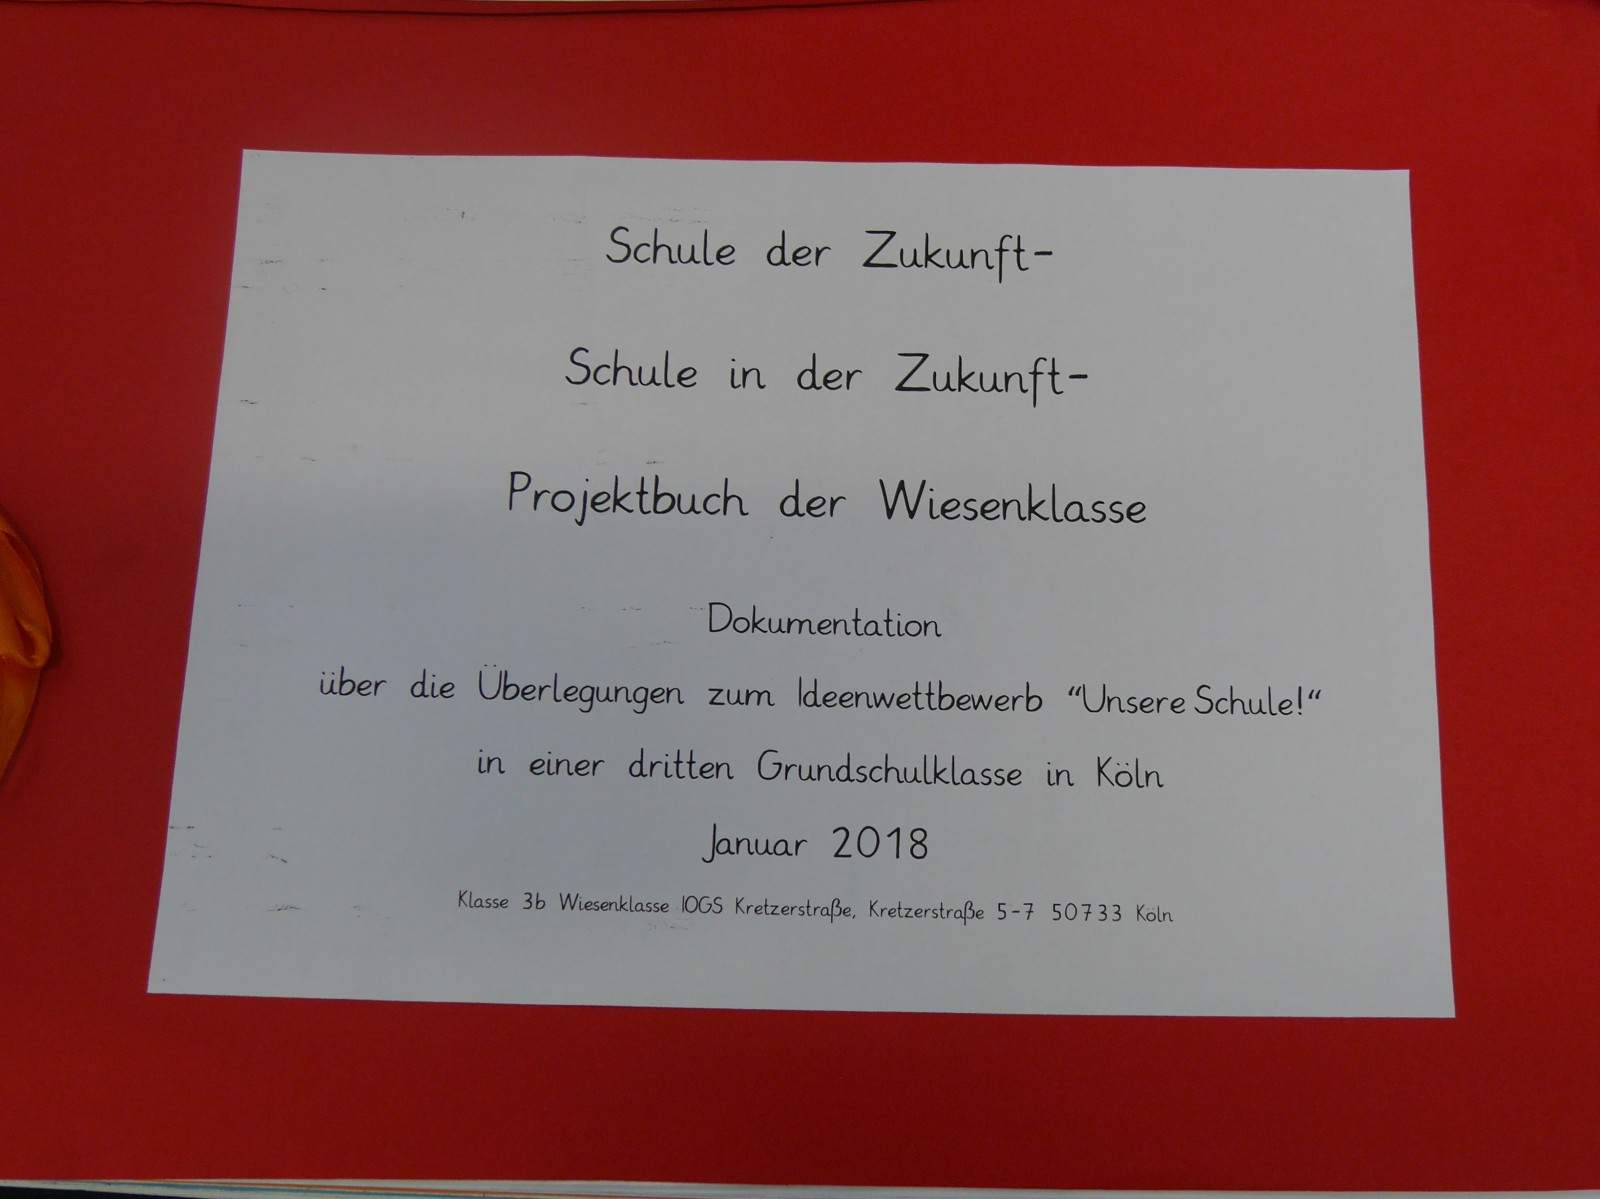 Schule der Zukunft-
Schule in der Zukunft-
Projektbuch der Wiesenklasse
Dokumentation
über die Überlegungen zum Ideenwettbewerb “Unsere Schule!“
in einer dritten Grundschulklasse in Köln
Januar 2018
Klasse 3b Wiesenklasse IOGS Kretzerstraße, Kretzerstraße 5-7 50733 Köln